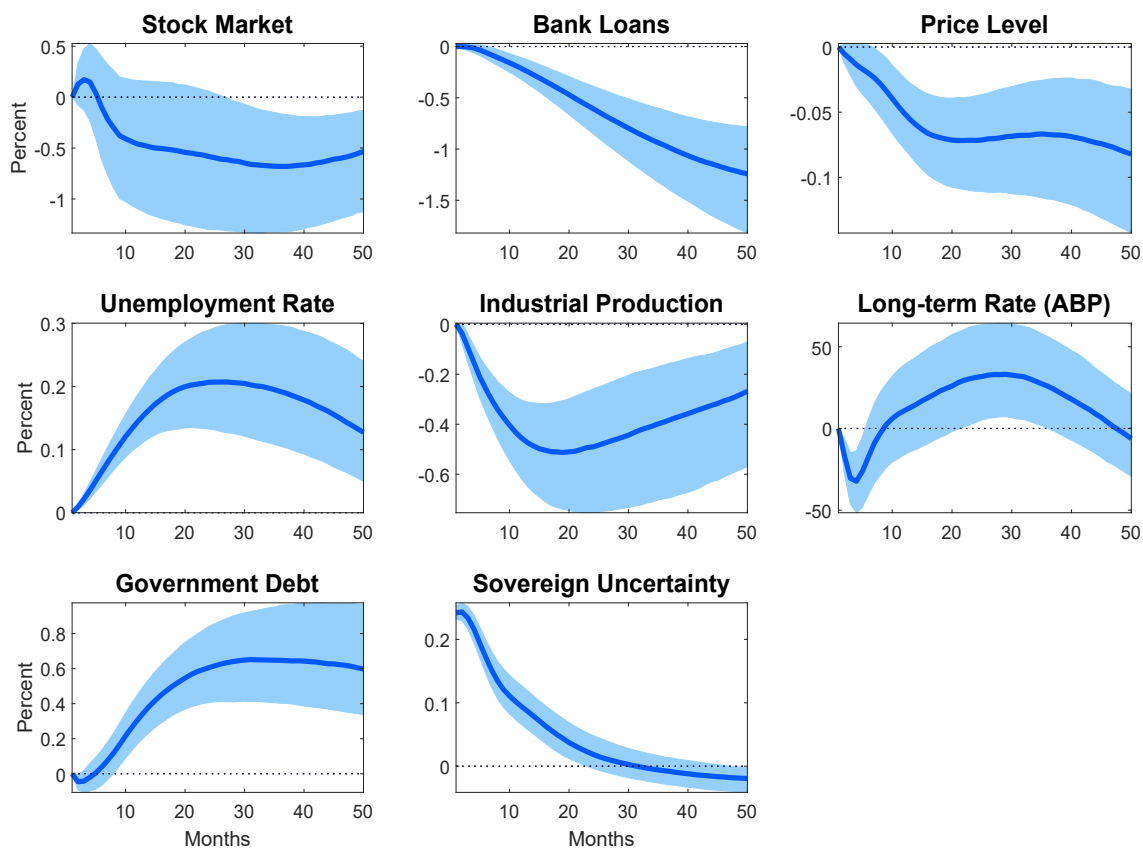 Stock Market
Bank Loans
Price Level
Percent
0.5
0
-0.5
-1
10 20 30 40 50
0
-0.5
-1
-1.5
10 20 30 40 50
0
-0.05
-0.1
10 20 30 40 50
Unemployment Rate
Industrial Production
Long-term Rate (ABP)
Percent
0.3
0.2
0.1
0
10 20 30 40 50
0
-0.2
-0.4
-0.6
10 20 30 40 50
50
0
-50
10 20 30 40 50
Government Debt
Sovereign Uncertainty
Percent
0.8
0.6
0.4
0.2
0
10 20 30 40 50
Months
0.2
0.1
0
10 20 30 40 50
Months